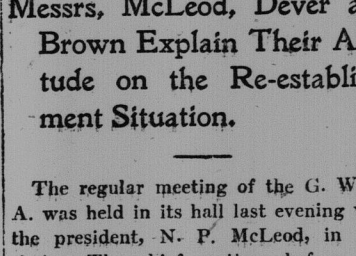 Messrs, McLeod, Dever
Brown Explain Their A
tude on the Re-establi
ment Situation.
The regular meeting of the G. W
A. was held in its hall last evening
the president, N. P. McLeod, in